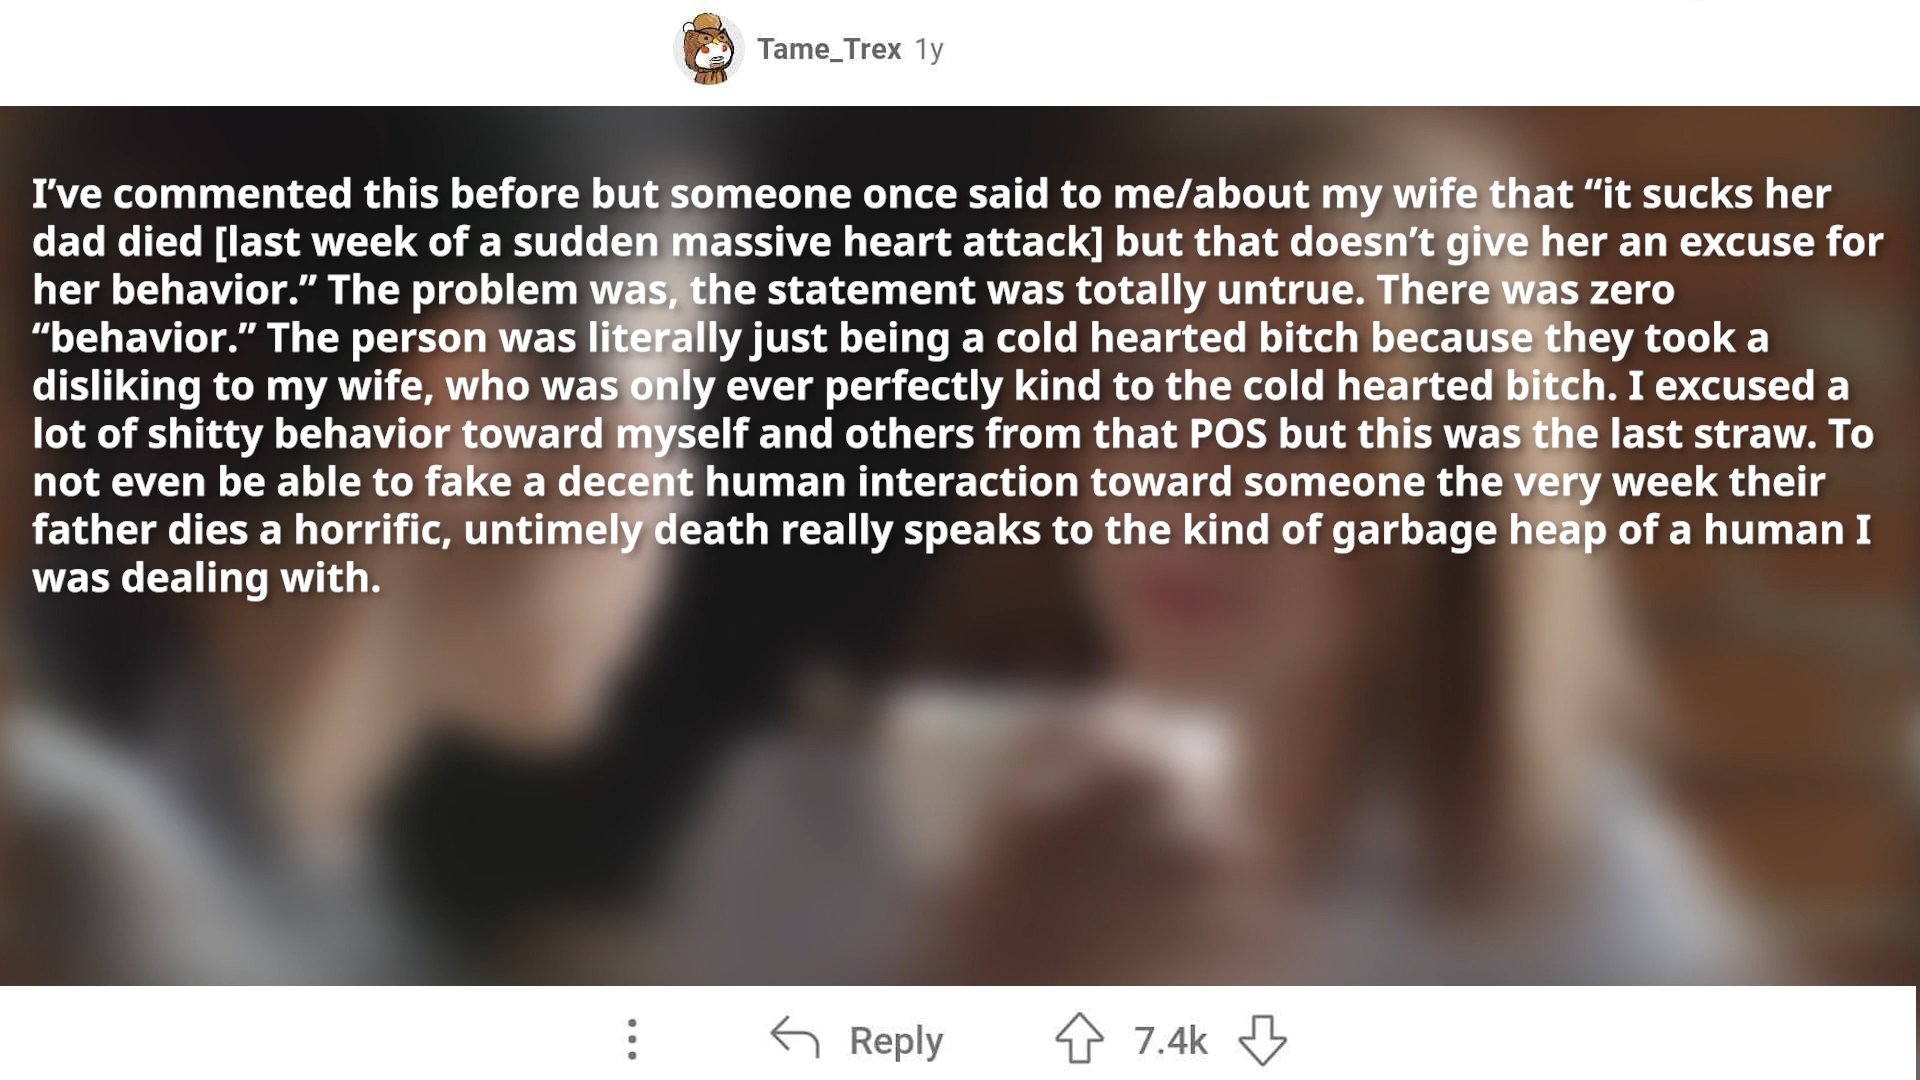 Tame_Trex 1y
I’ve commented this before but someone once said to me/about my wife that “it sucks her
dad died [last week of a sudden massive heart attack] but that doesn’t give her an excuse for
her behavior.” The problem was, the statement was totally untrue. There was zero
“behavior.” The person was literally just being a cold hearted bitch because they took a
disliking to my wife, who was only ever perfectly kind to the cold hearted bitch. I excused a
lot of shitty behavior toward myself and others from that POS but this was the last straw. To
not even be able to fake a decent human interaction toward someone the very week their
father dies a horrific, untimely death really speaks to the kind of garbage heap of a human I
was dealing with.
Reply 7.4k